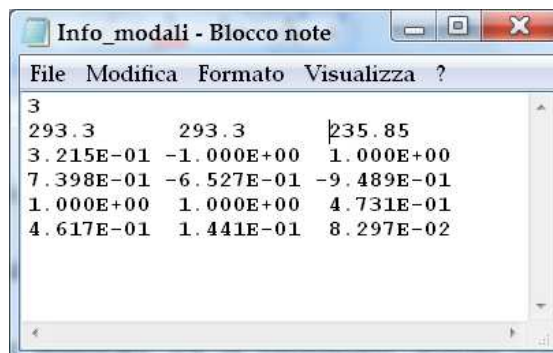 Info_modali - Blocco note
File Modifica Formato Visualizza ?
3
293.3 293.3 235.85
3.215E-01 -1.000E+00 1.000E+00
7.398E-01 -6.527E-01 -9.489E-01
1.000E+00 1.000E+00 4.731E-01
4.617E-01 1.441E-01 8.297E-02